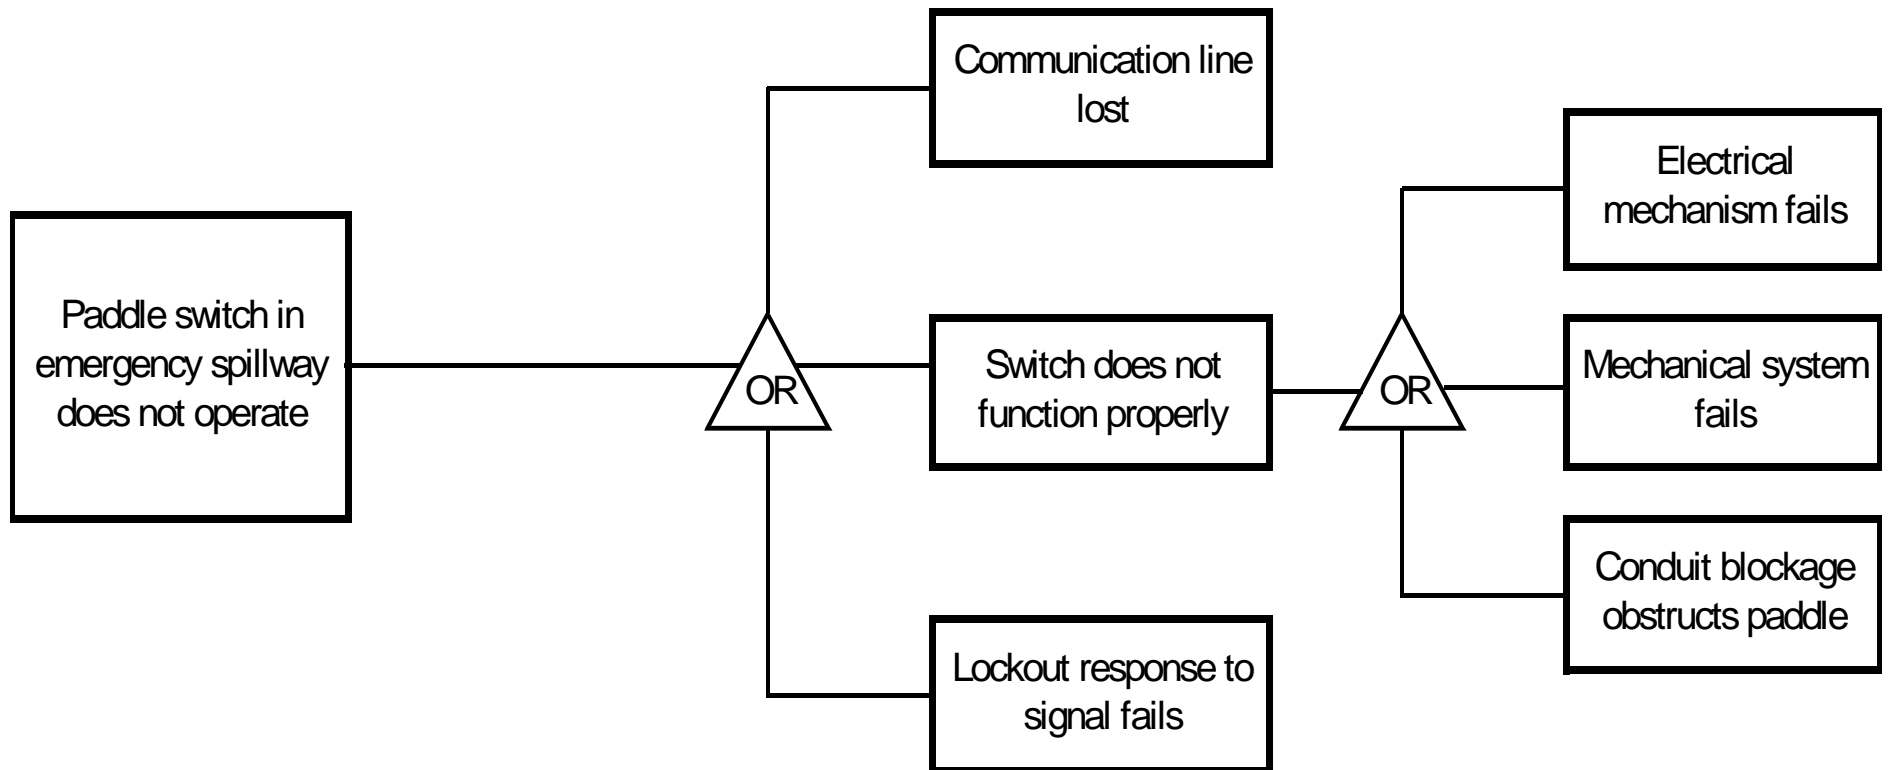 Paddle switch in
emergency spillway
does not operate
OR
Communication line
lost
Switch does not
function properly
Lockout response to
signal fails
OR
Electrical
mechanism fails
Mechanical system
fails
Conduit blockage
obstructs paddle